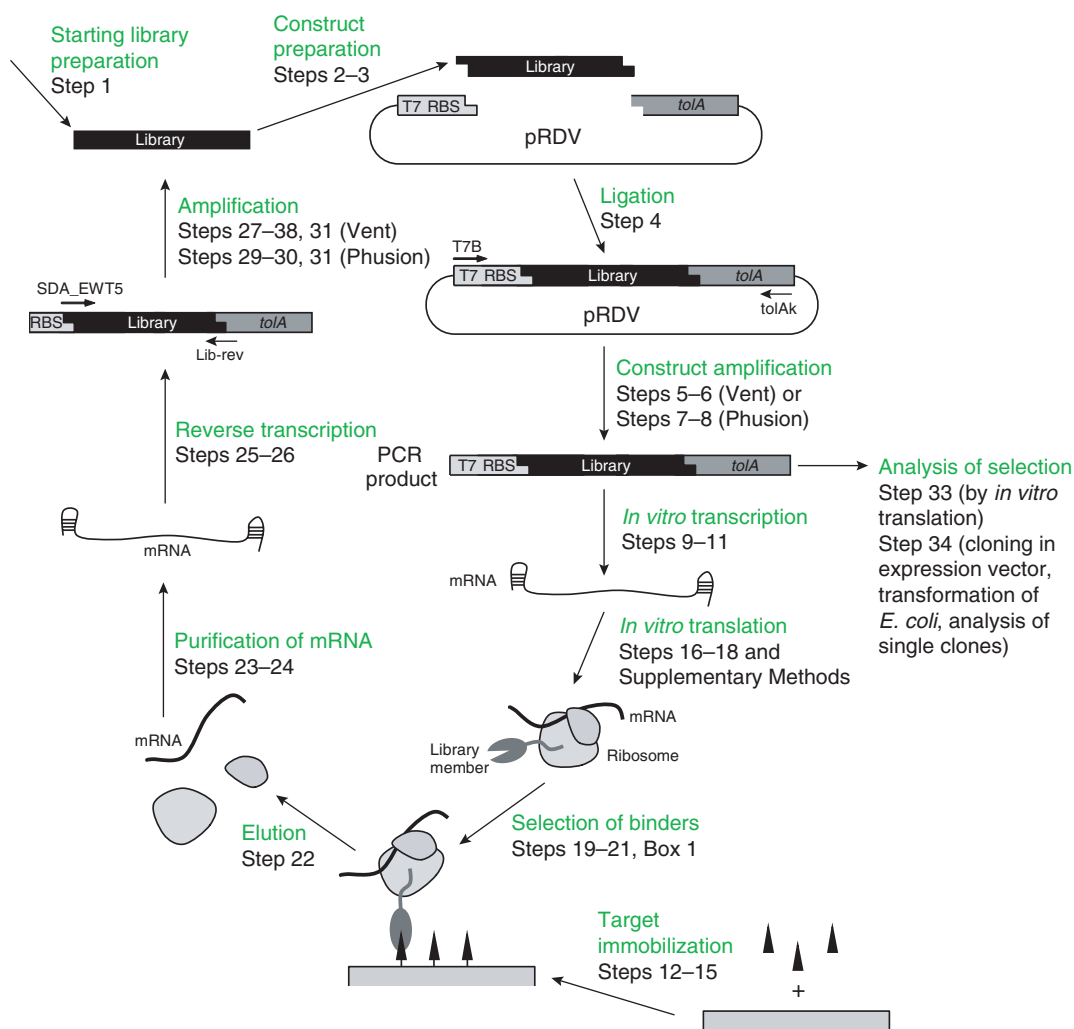 Starting library
preparation
Step 1
Library
Construct
preparation
Steps 2–3
Library
T7 RBS
tolA
pRDV
Ligation
Step 4
T7B
T7 RBS
Library
tolA
tolAk
pRDV
Construct amplification
Steps 5–6 (Vent) or
Steps 7–8 (Phusion)
PCR
product
T7 RBS
Library
tolA
Analysis of selection
Step 33 (by in vitro
translation)
Step 34 (cloning in
expression vector,
transformation of
E. coli, analysis of
single clones)
In vitro transcription
Steps 9–11
mRNA
In vitro translation
Steps 16–18 and
Supplementary Methods
mRNA
Library
member
Ribosome
Selection of binders
Steps 19–21, Box 1
Target
immobilization
Steps 12–15
+
Elution
Step 22
mRNA
Purification of mRNA
Steps 23–24
mRNA
Reverse transcription
Steps 25–26
SDA_EWT5
RBS
Library
tolA
Lib-rev
Amplification
Steps 27–38, 31 (Vent)
Steps 29–30, 31 (Phusion)